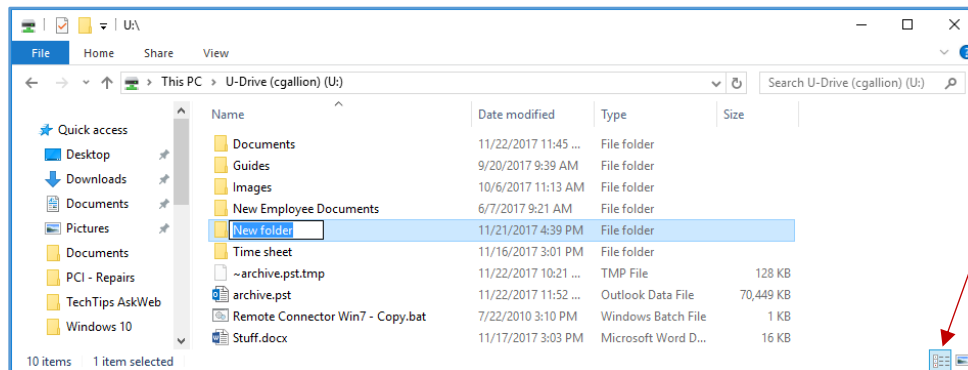 U:\
File Home Share View
This PC > U-Drive (cgallion) (U:) Search U-Drive (cgallion) (U:)
Name Date modified Type Size
Quick access
Desktop
Downloads
Documents
Pictures
Documents
PCI - Repairs
TechTips AskWeb
Windows 10
Documents 11/22/2017 11:45 ... File folder
Guides 9/20/2017 9:39 AM File folder
Images 10/6/2017 11:13 AM File folder
New Employee Documents 6/7/2017 9:21 AM File folder
New folder 11/21/2017 4:39 PM File folder
Time sheet 11/16/2017 3:01 PM File folder
~archive.pst.tmp 11/22/2017 10:21 ... TMP File 128 KB
archive.pst 11/22/2017 11:52 ... Outlook Data File 70,449 KB
Remote Connector Win7 - Copy.bat 7/22/2010 3:10 PM Windows Batch File 1 KB
Stuff.docx 11/17/2017 3:03 PM Microsoft Word D... 16 KB
10 items 1 item selected